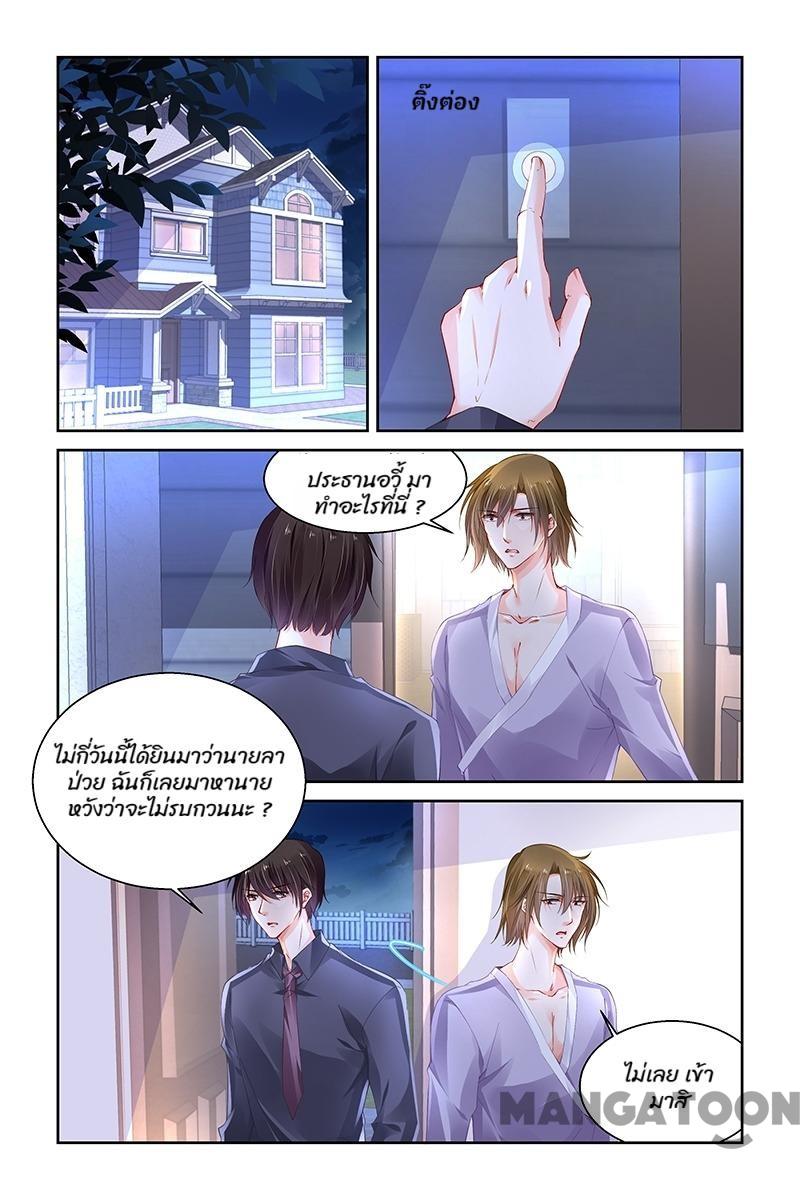 ติ๊งต่อง
ประธานอวี้ มา
ทำอะไรที่นี่ ?
ไม่กี่วันนี้ได้ยินมาว่านายลา
ป่วย ฉันก็เลยมาหานาย
หวังว่าจะไม่รบกวนนะ ?
ไม่เลย เข้า
มาสิ
MANGATOON